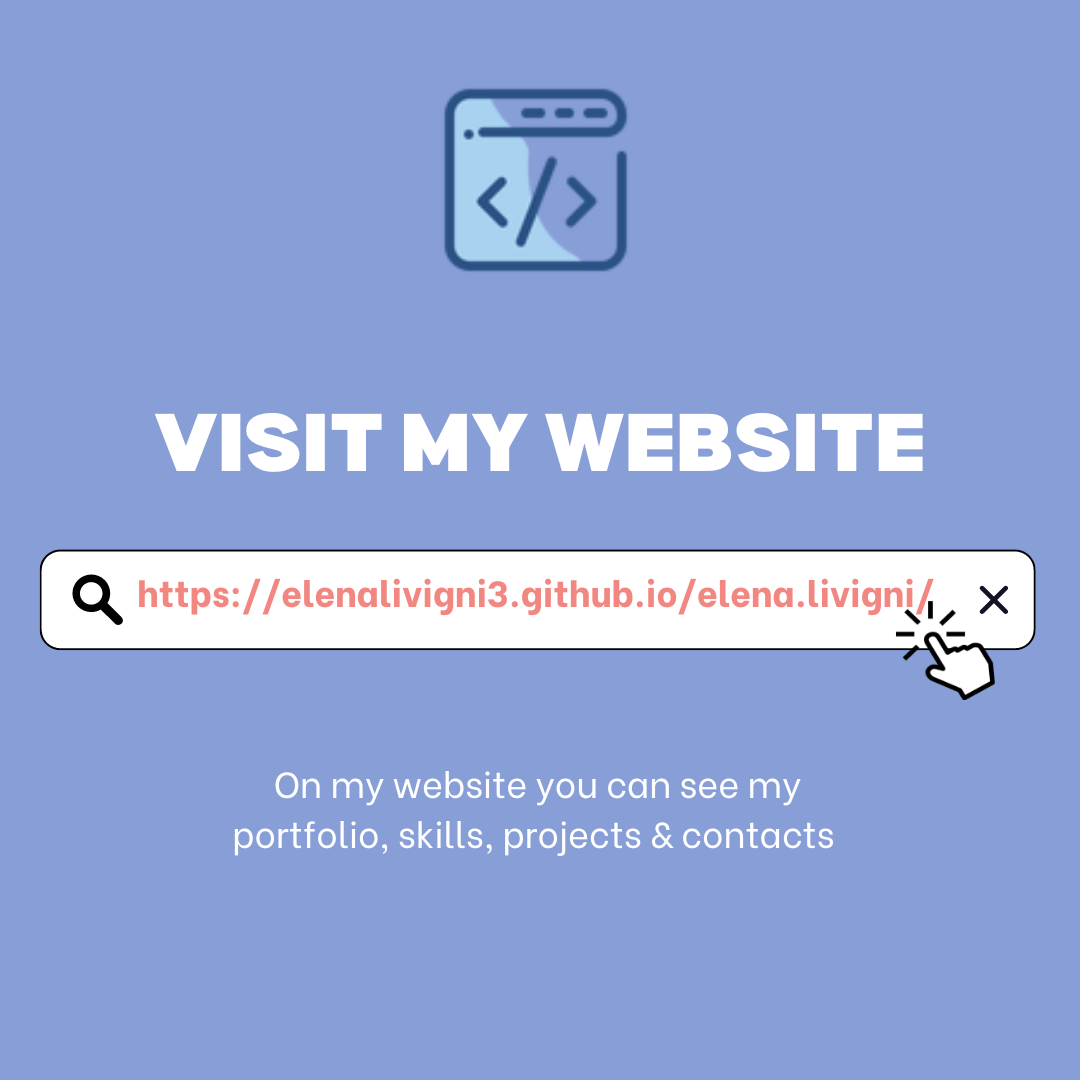 VISIT MY WEBSITE
https://elenalivigni3.github.io/elena.livigni/
On my website you can see my
portfolio, skills, projects & contacts